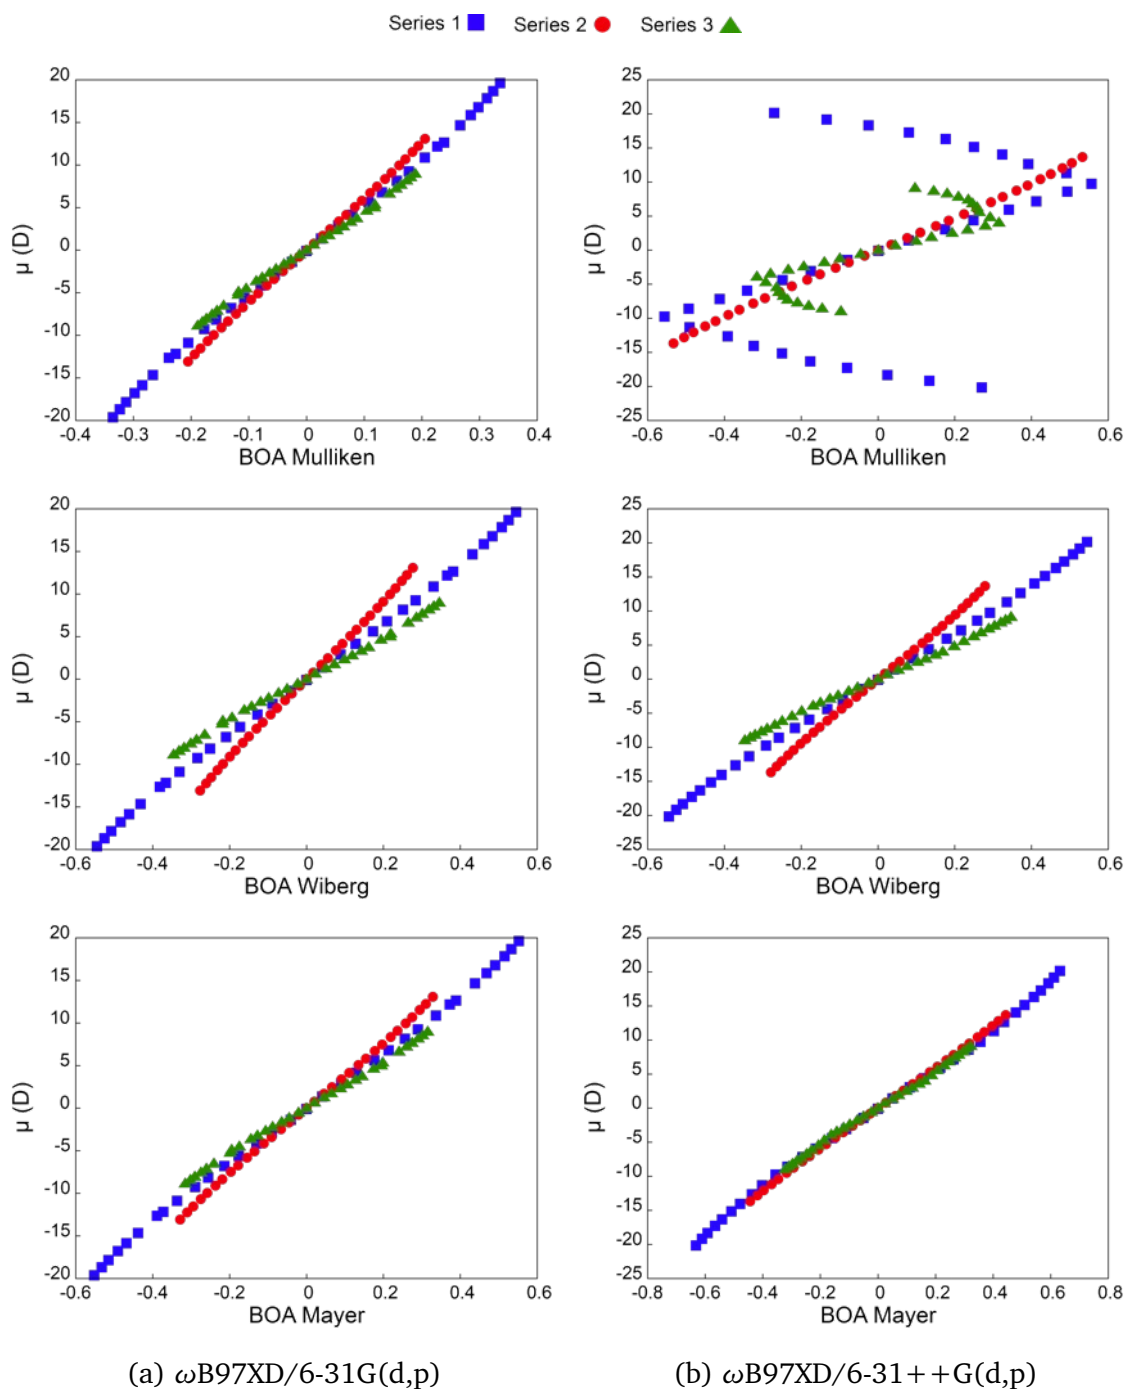 Series 1 Series 2 Series 3
20
15
10
5
0
-5
-10
-15
-20
μ (D)
-0.4 -0.3 -0.2 -0.1 0 0.1 0.2 0.3 0.4
BOA Mulliken
25
20
15
10
5
0
-5
-10
-15
-20
-25
μ (D)
-0.6 -0.4 -0.2 0 0.2 0.4 0.6
BOA Mulliken
20
15
10
5
0
-5
-10
-15
-20
μ (D)
-0.6 -0.4 -0.2 0 0.2 0.4 0.6
BOA Wiberg
25
20
15
10
5
0
-5
-10
-15
-20
-25
μ (D)
-0.6 -0.4 -0.2 0 0.2 0.4 0.6
BOA Wiberg
20
15
10
5
0
-5
-10
-15
-20
μ (D)
-0.6 -0.4 -0.2 0 0.2 0.4 0.6
BOA Mayer
25
20
15
10
5
0
-5
-10
-15
-20
-25
μ (D)
-0.8 -0.6 -0.4 -0.2 0 0.2 0.4 0.6 0.8
BOA Mayer
(a) ωB97XD/6-31G(d,p)
(b) ωB97XD/6-31++G(d,p)